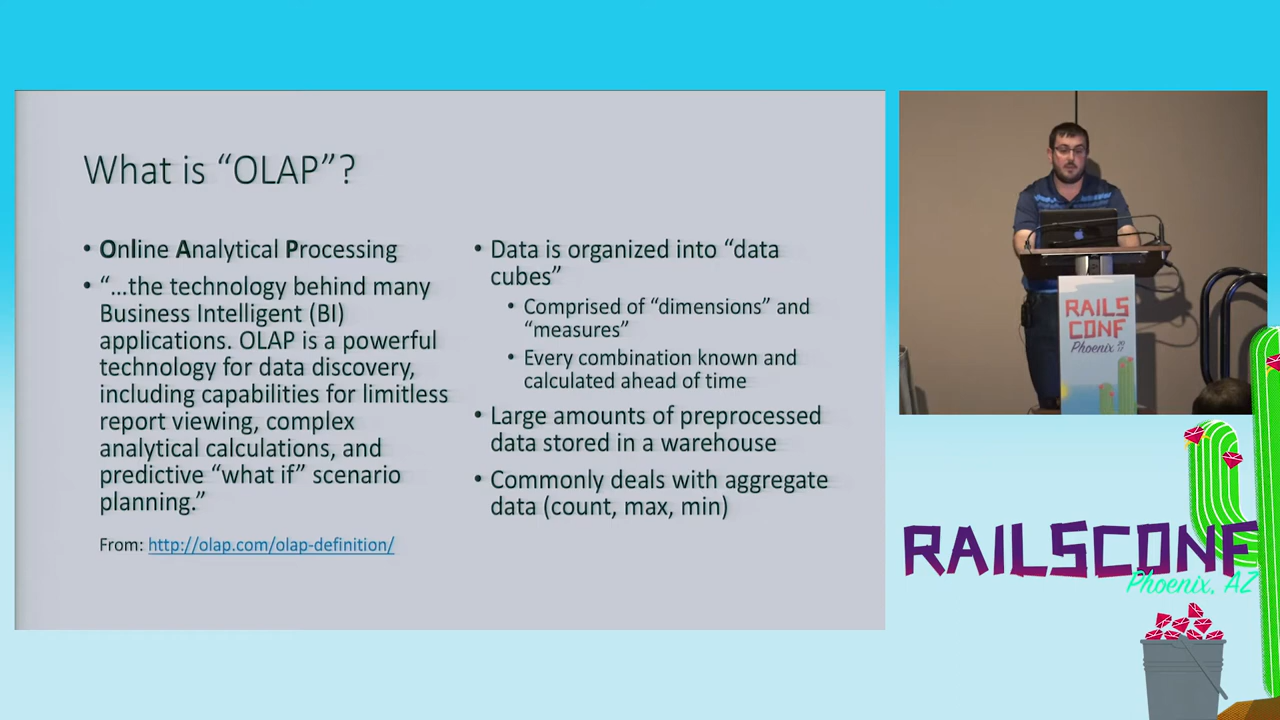 What is “OLAP”?
• Online Analytical Processing
• “…the technology behind many
Business Intelligent (BI)
applications. OLAP is a powerful
technology for data discovery,
including capabilities for limitless
report viewing, complex
analytical calculations, and
predictive “what if” scenario
planning.”
From: http://olap.com/olap-definition/
• Data is organized into “data
cubes”
• Comprised of “dimensions” and
“measures”
• Every combination known and
calculated ahead of time
• Large amounts of preprocessed
data stored in a warehouse
• Commonly deals with aggregate
data (count, max, min)
RAILS
CONF
Phoenix 20
17
RAILSCONF
Phoenix, AZ